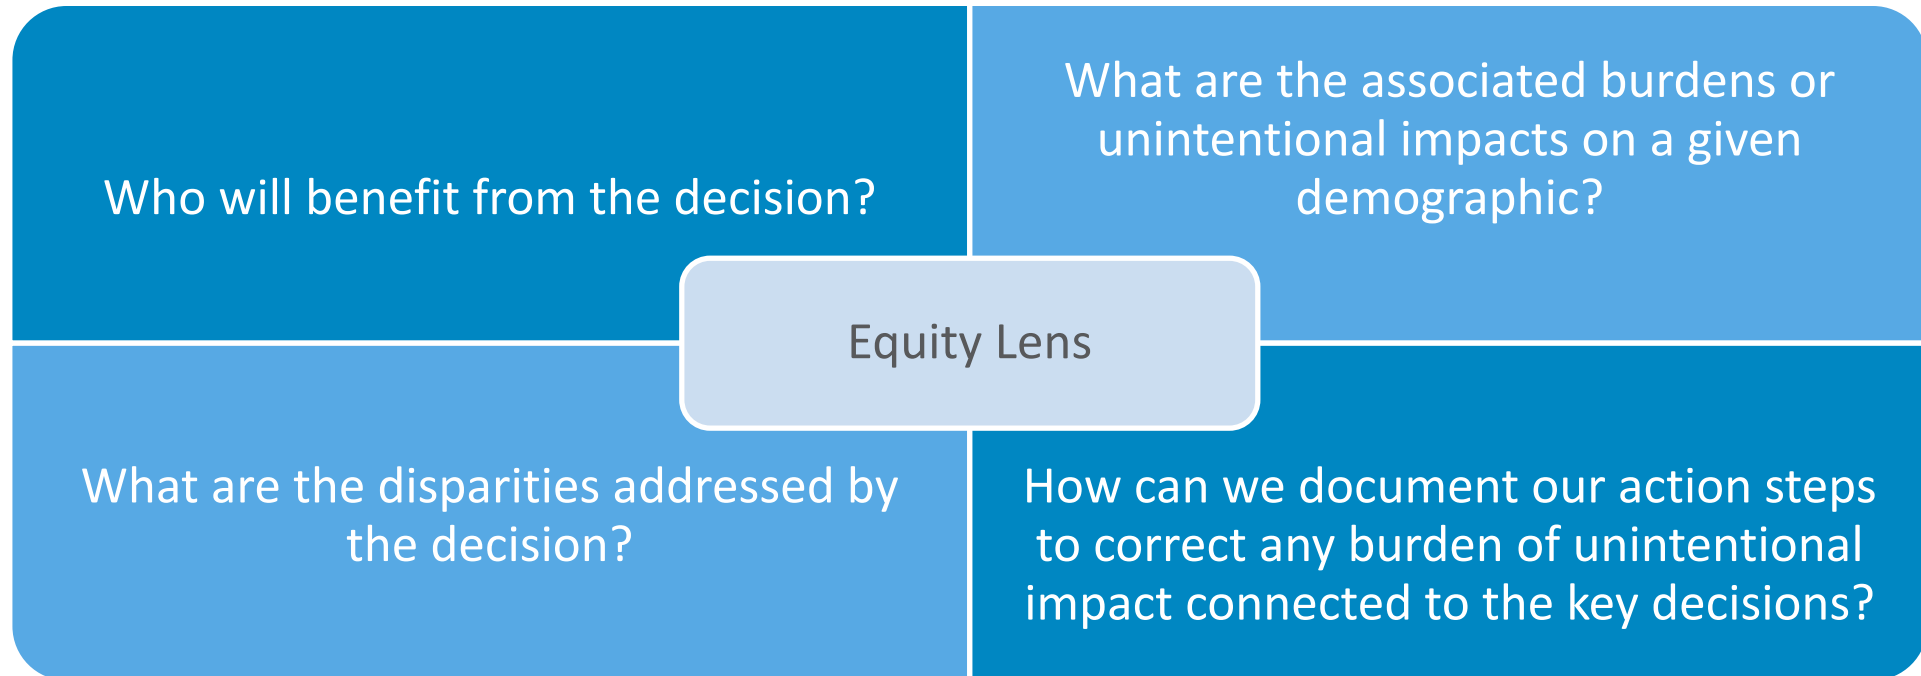 Who will benefit from the decision?
What are the associated burdens or
unintentional impacts on a given
demographic?
Equity Lens
What are the disparities addressed by
the decision?
How can we document our action steps
to correct any burden of unintentional
impact connected to the key decisions?